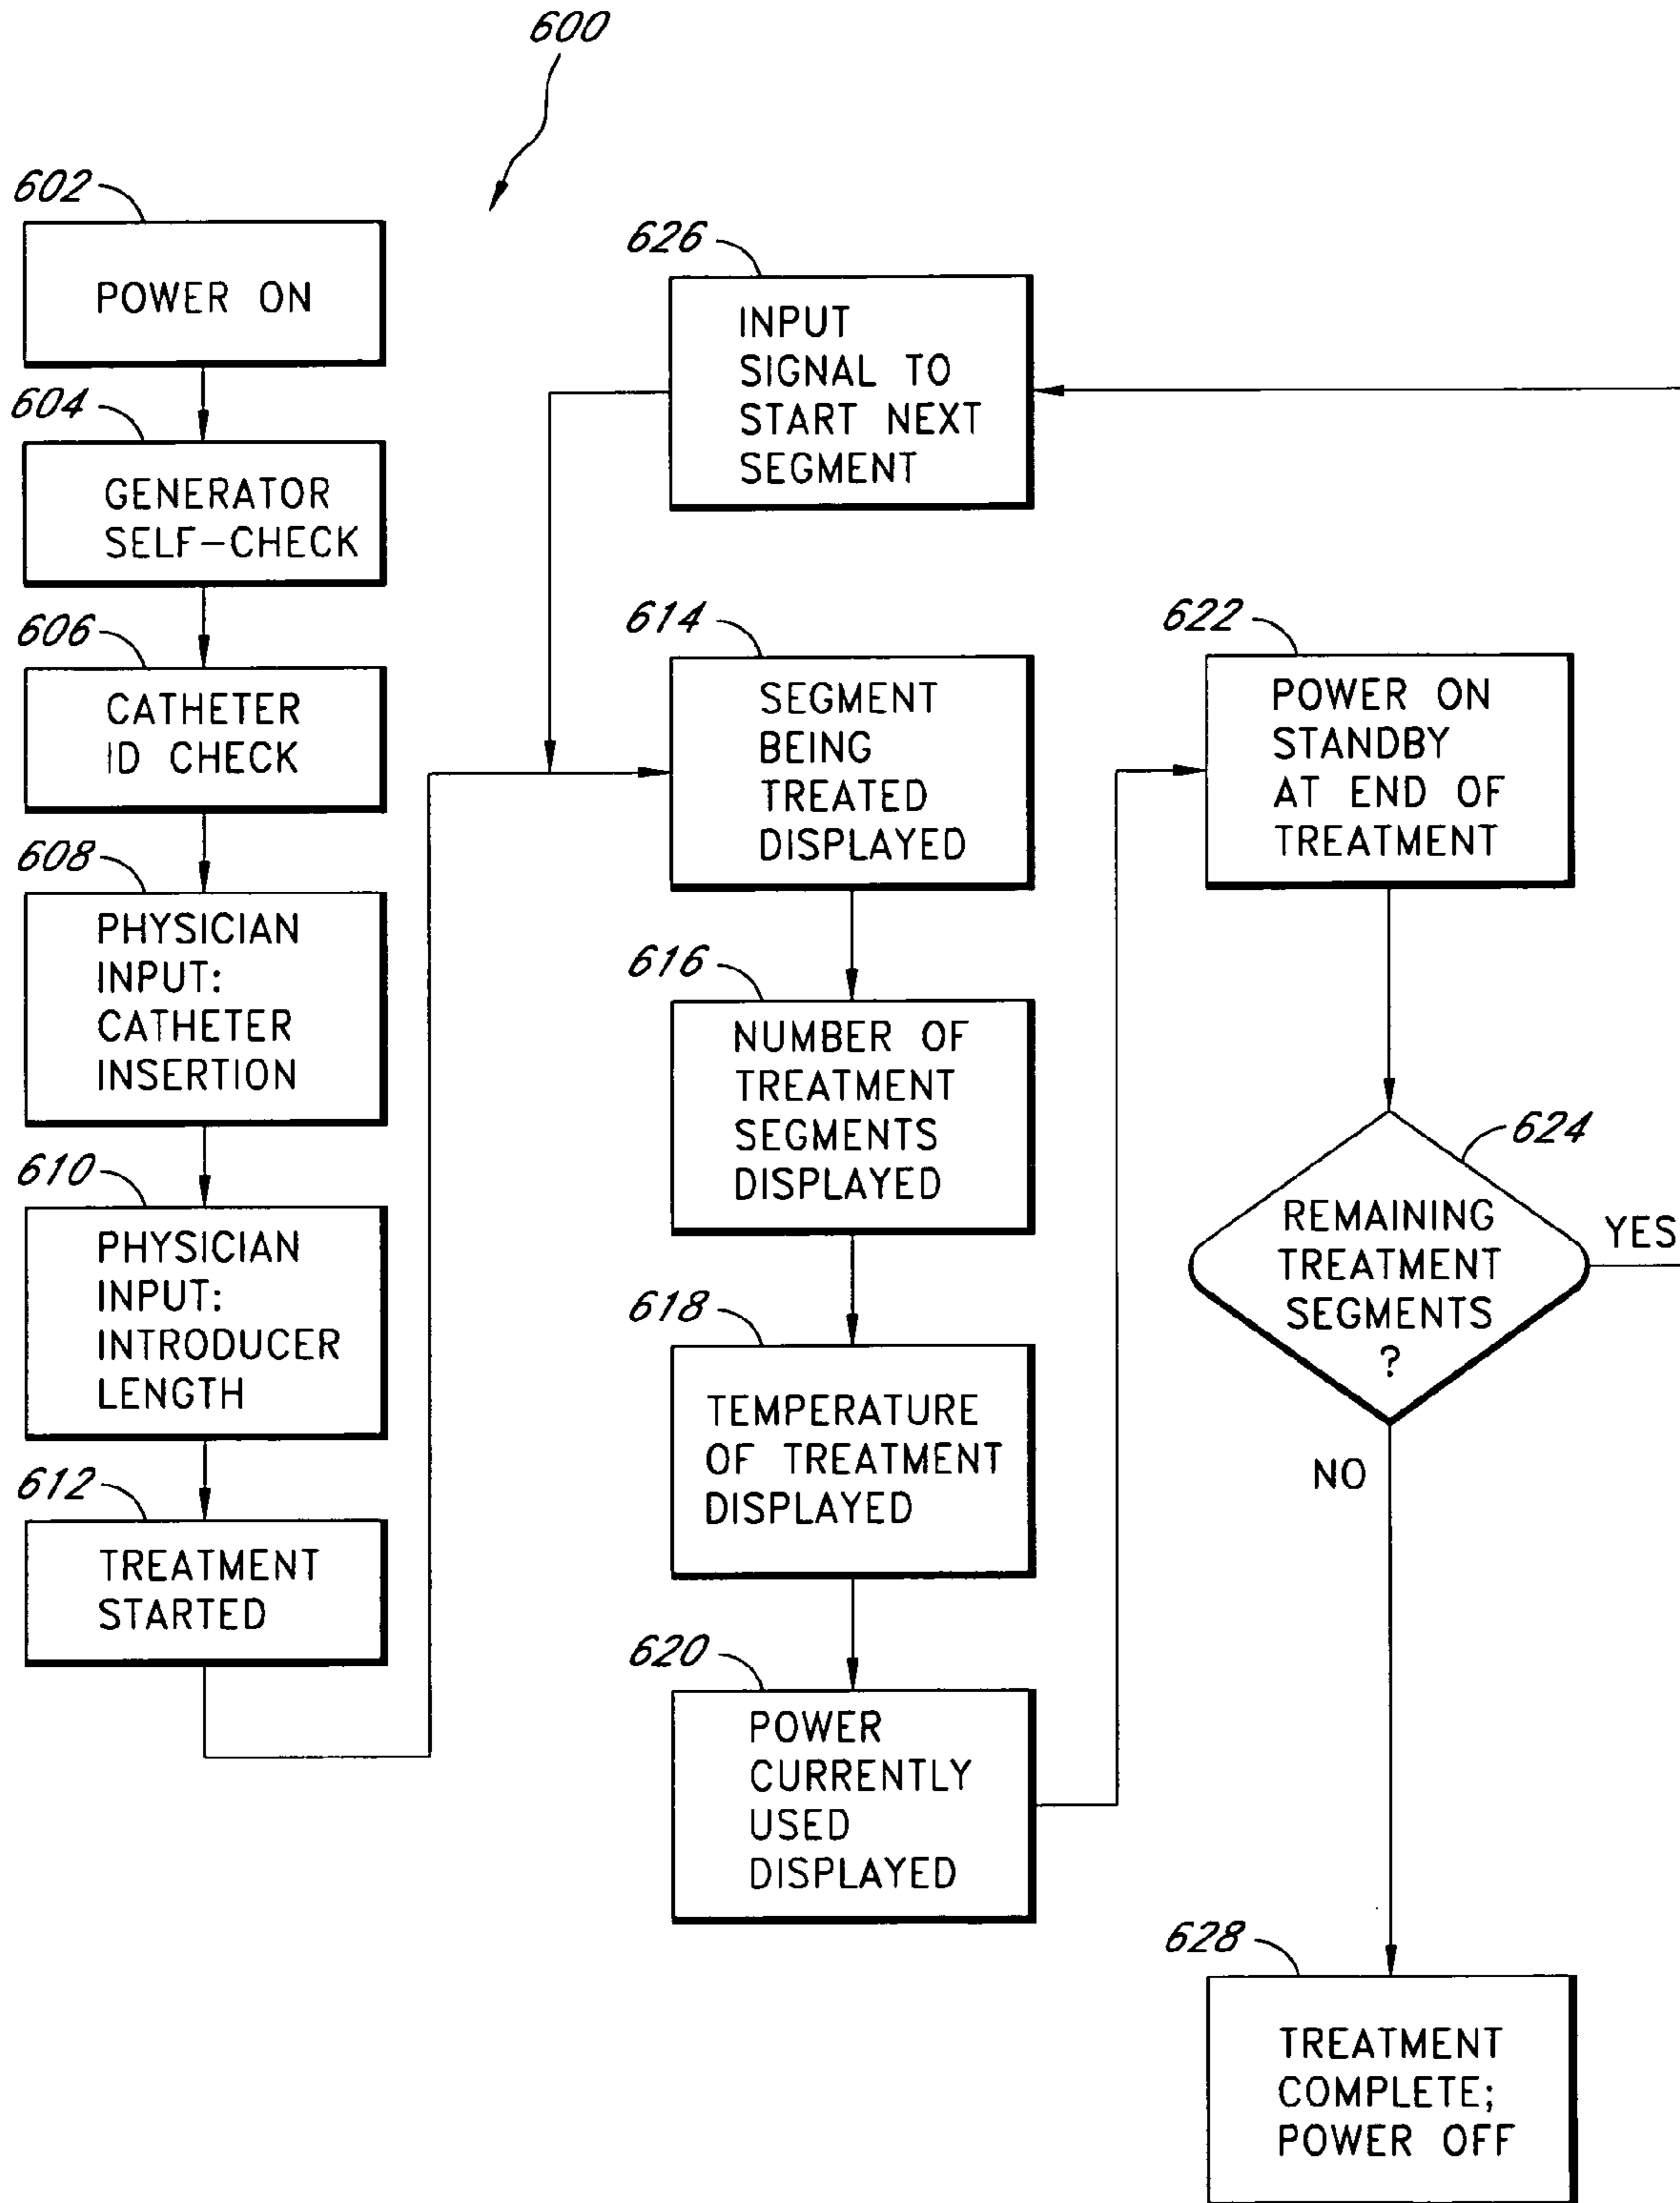 600
602
POWER ON
604
GENERATOR
SELF-CHECK
606
CATHETER
ID CHECK
608
PHYSICIAN
INPUT:
CATHETER
INSERTION
610
PHYSICIAN
INPUT:
INTRODUCER
LENGTH
612
TREATMENT
STARTED
626
INPUT
SIGNAL TO
START NEXT
SEGMENT
614
SEGMENT
BEING
TREATED
DISPLAYED
616
NUMBER OF
TREATMENT
SEGMENTS
DISPLAYED
618
TEMPERATURE
OF TREATMENT
DISPLAYED
620
POWER
CURRENTLY
USED
DISPLAYED
622
POWER ON
STANDBY
AT END OF
TREATMENT
624
REMAINING
TREATMENT
SEGMENTS
?
YES
NO
628
TREATMENT
COMPLETE;
POWER OFF